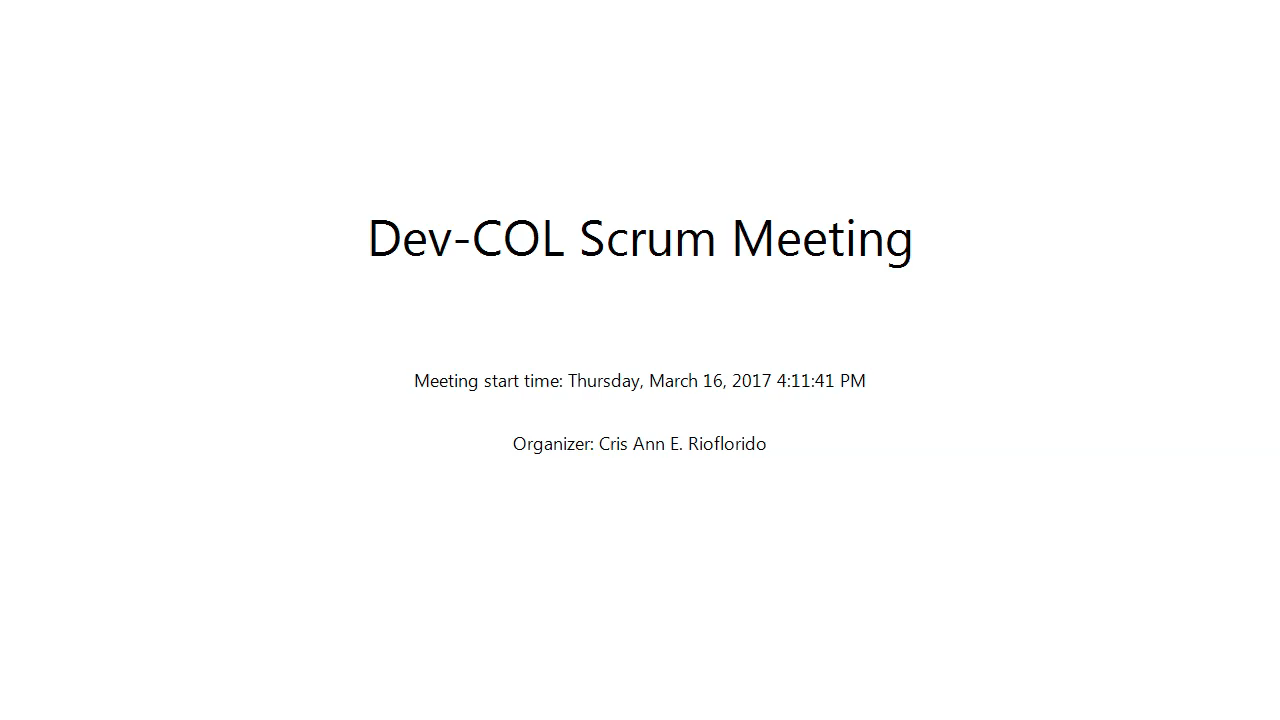 Dev-COL Scrum Meeting
Meeting start time: Thursday, March 16, 2017 4:11:41 PM
Organizer: Cris Ann E. Rioflorido